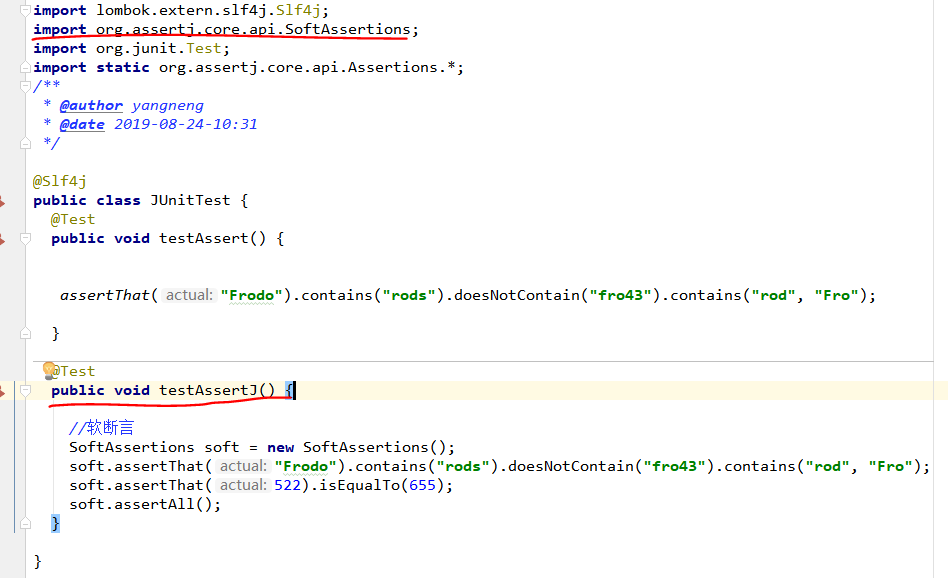 import lombok.extern.slf4j.Slf4j;
import org.assertj.core.api.SoftAssertions;
import org.junit.Test;
import static org.assertj.core.api.Assertions.*;
/**
* @author yangneng
* @date 2019-08-24-10:31
*/
@Slf4j
public class JUnitTest {
@Test
public void testAssert() {
assertThat( actual: "Frodo").contains("rods").doesNotContain("fro43").contains("rod", "Fro");
}
@Test
public void testAssertJ() {
//软断言
SoftAssertions soft = new SoftAssertions();
soft.assertThat( actual: "Frodo").contains("rods").doesNotContain("fro43").contains("rod", "Fro");
soft.assertThat( actual: 522).isEqualTo(655);
soft.assertAll();
}
}